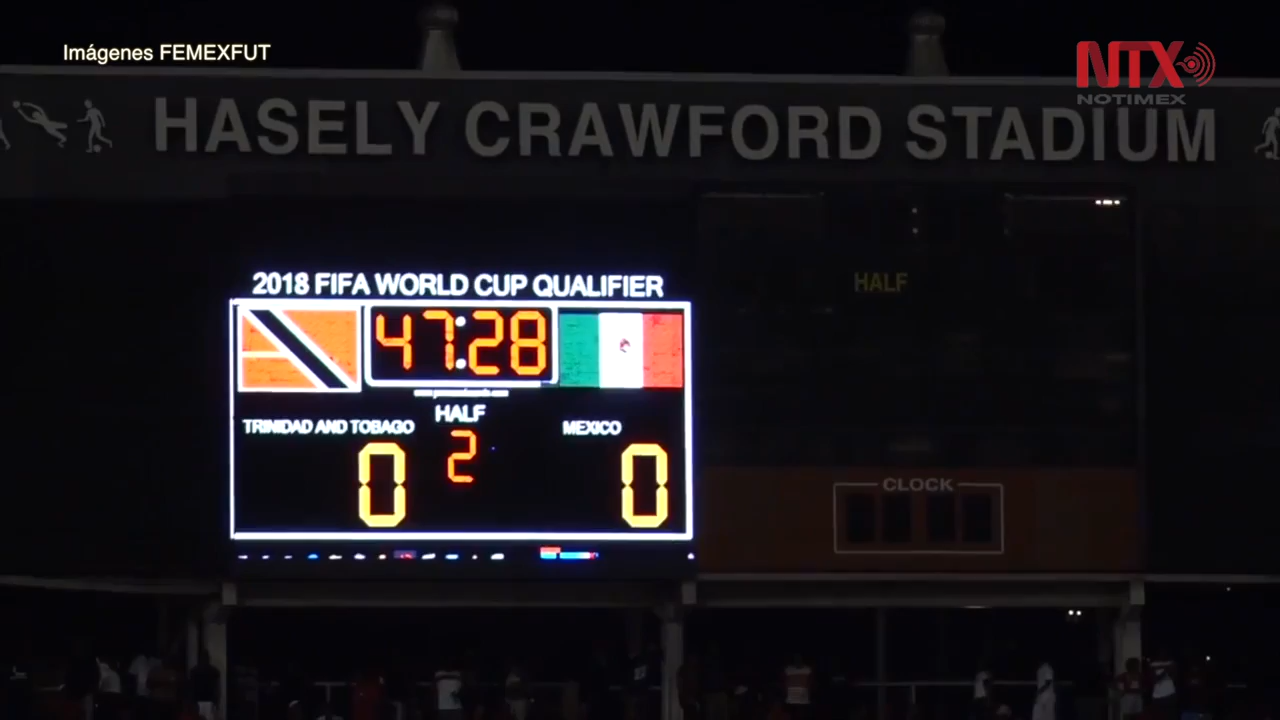 Imágenes FEMEXFUT
NTX
NOTIMEX
HASELY CRAWFORD STADIUM
HALF
2018 FIFA WORLD CUP QUALIFIER
47:28
HALF
TRINIDAD AND TOBAGO
MEXICO
2
0
0
CLOCK